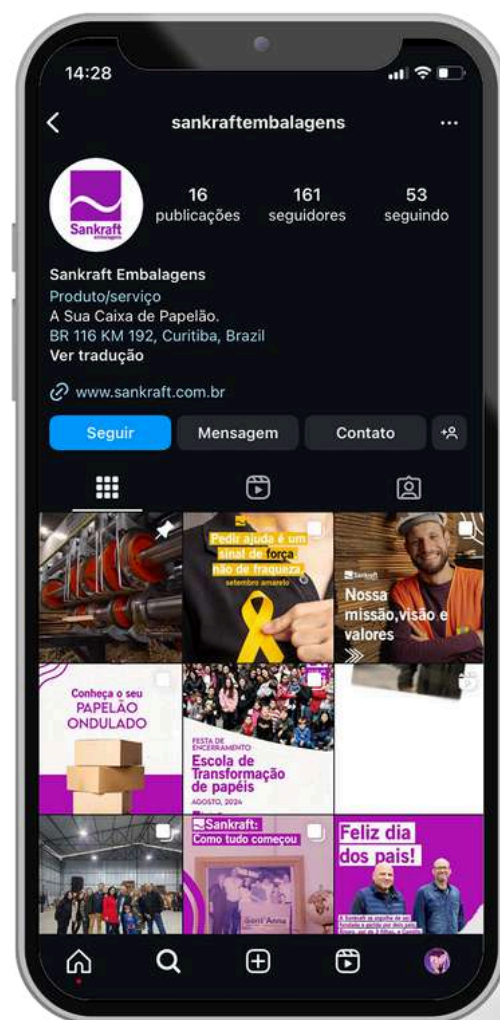 14:28
sankraftembalagens
Sankraft
embalagens
16
publicações
161
seguidores
53
seguindo
Sankraft Embalagens
Produto/serviço
A Sua Caixa de Papelão.
BR 116 KM 192, Curitiba, Brazil
Ver tradução
www.sankraft.com.br
Seguir
Mensagem
Contato
Pedir ajuda é um
sinal de força,
não de fraqueza.
setembro amarelo
Sankraft
Nossa
missão,visão e
valores
Conheça o seu
PAPELÃO
ONDULADO
FESTA DE
ENCERRAMENTO
Escola de
Transformação
de papéis
AGOSTO, 2024
Sankraft:
Como tudo começou
Feliz dia
dos pais!